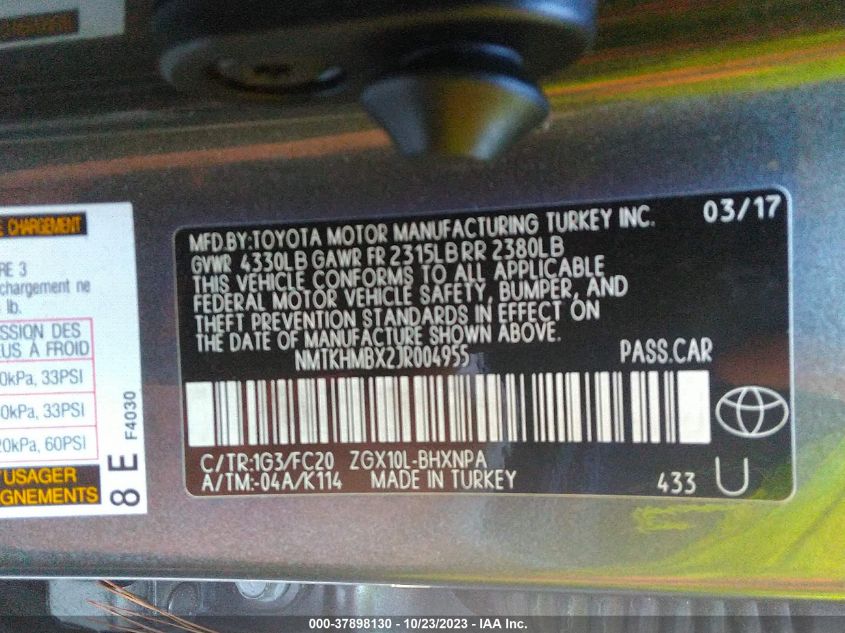 E CHARGEMENT
RE 3
chargement ne
lb.
SSION DES
EUS À FROID
0kPa, 33PSI
0kPa, 33PSI
20kPa, 60PSI
USAGER
GNEMENTS
8 E
F4030
03/17
MFD.BY:TOYOTA MOTOR MANUFACTURING TURKEY INC.
GVWR 4330LB GAWR FR 2315LB RR 2380LB
THIS VEHICLE CONFORMS TO ALL APPLICABLE
FEDERAL MOTOR VEHICLE SAFETY, BUMPER, AND
THEFT PREVENTION STANDARDS IN EFFECT ON
THE DATE OF MANUFACTURE SHOWN ABOVE.
NMTKHMBX2JR004955 PASS.CAR
C/TR:1G3/FC20 ZGX10L-BHXNPA
A/TM:-04A/K114 MADE IN TURKEY
433 U
000-37898130 - 10/23/2023 - IAA Inc.